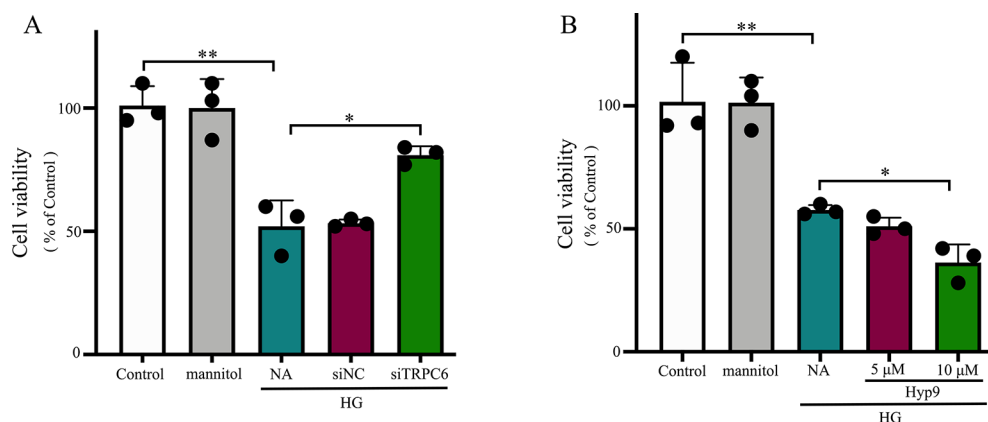 A
**
*
100
50
0
Cell viability
( % of Control )
Control mannitol NA siNC siTRPC6
HG
B
**
*
100
50
0
Cell viability
( % of Control )
Control mannitol NA 5 μM 10 μM
Hyp9
HG